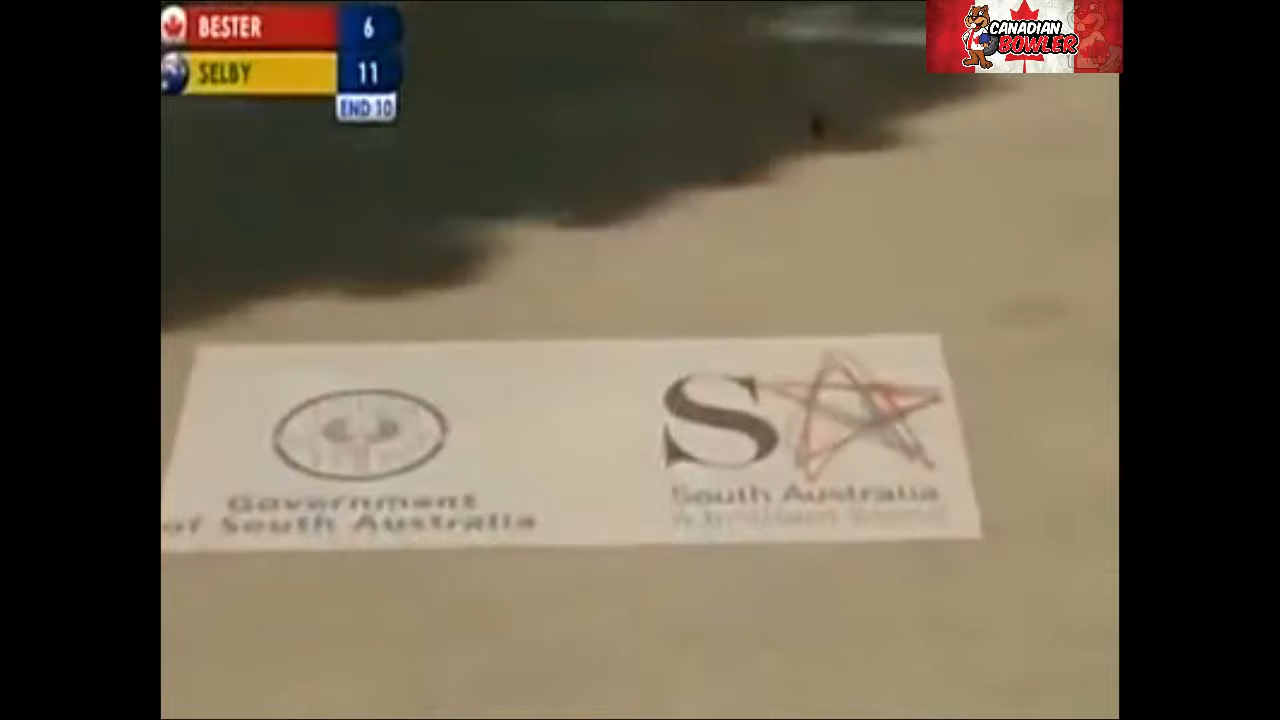 BESTER 6
SELBY 11
END 10
CANADIAN
BOWLER
Government
of South Australia
S
South Australia